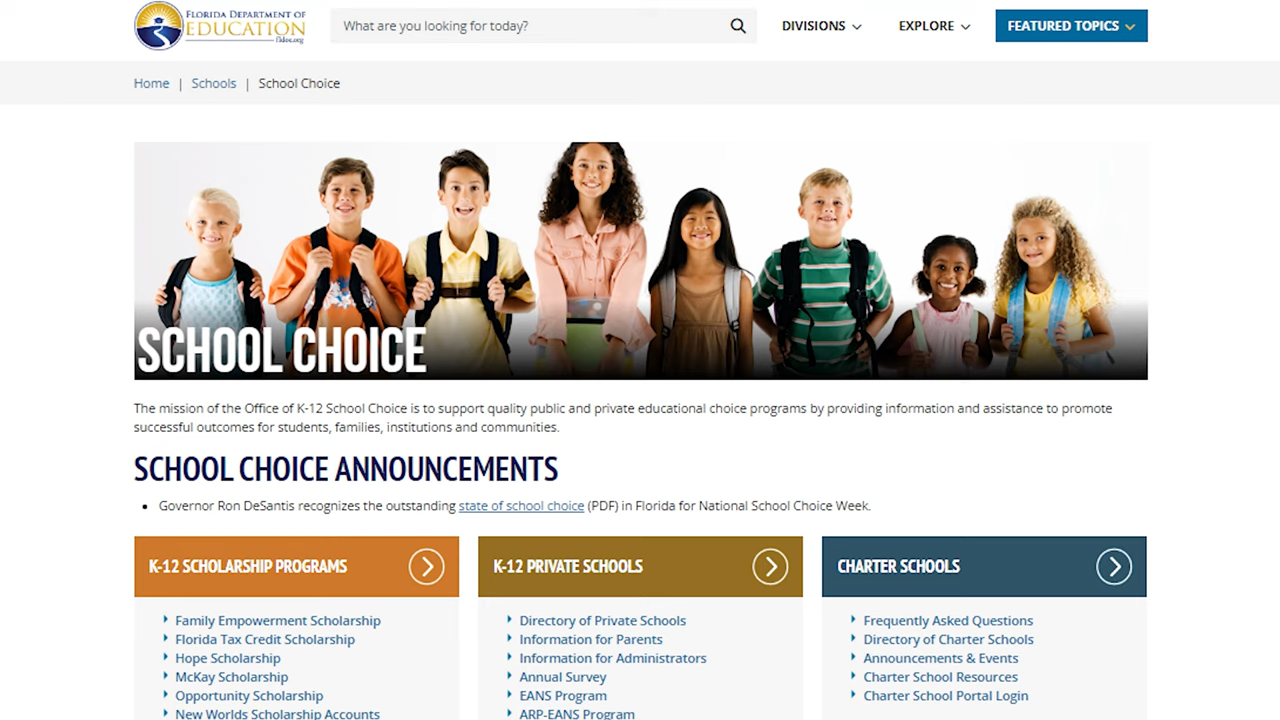 FLORIDA DEPARTMENT OF
EDUCATION
fldoe.org
What are you looking for today?
DIVISIONS
EXPLORE
FEATURED TOPICS
Home | Schools | School Choice
SCHOOL CHOICE
The mission of the Office of K-12 School Choice is to support quality public and private educational choice programs by providing information and assistance to promote
successful outcomes for students, families, institutions and communities.
SCHOOL CHOICE ANNOUNCEMENTS
• Governor Ron DeSantis recognizes the outstanding state of school choice (PDF) in Florida for National School Choice Week.
K-12 SCHOLARSHIP PROGRAMS
Family Empowerment Scholarship
Florida Tax Credit Scholarship
Hope Scholarship
McKay Scholarship
Opportunity Scholarship
New Worlds Scholarship Accounts
K-12 PRIVATE SCHOOLS
Directory of Private Schools
Information for Parents
Information for Administrators
Annual Survey
EANS Program
ARP-EANS Program
CHARTER SCHOOLS
Frequently Asked Questions
Directory of Charter Schools
Announcements & Events
Charter School Resources
Charter School Portal Login